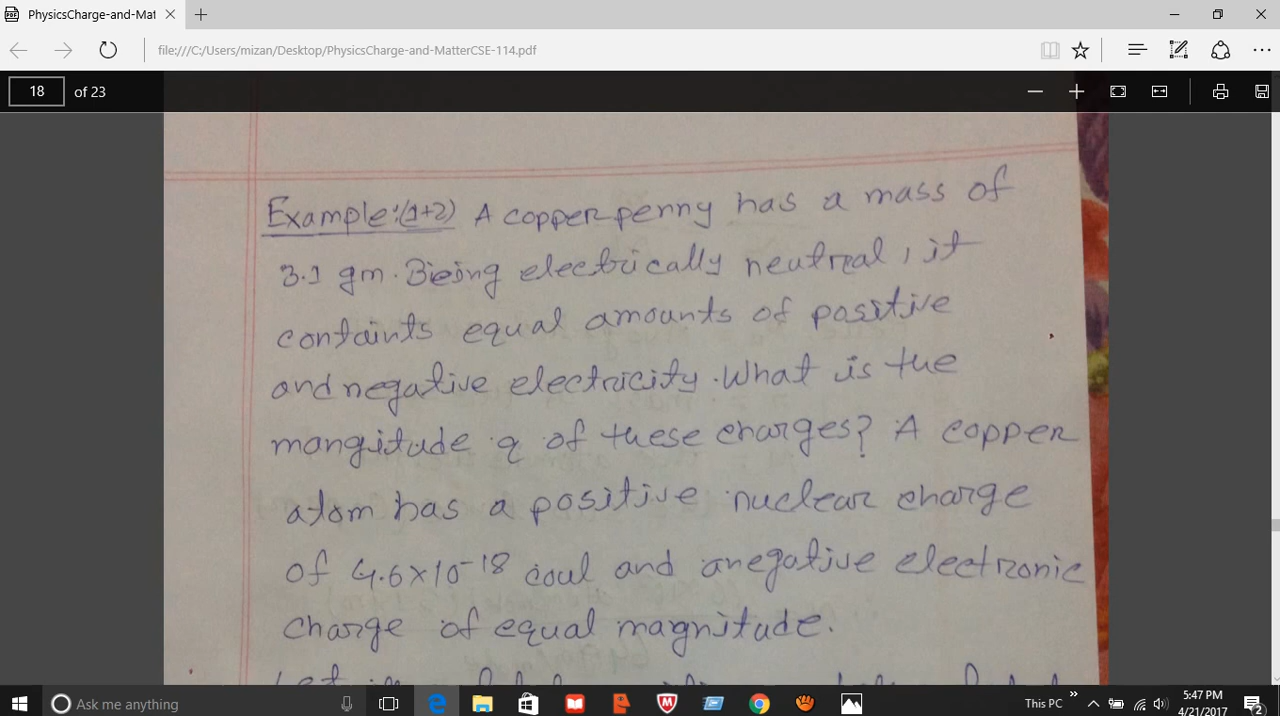 PhysicsCharge-and-Mat
file:///C:/Users/mizan/Desktop/PhysicsCharge-and-MatterCSE-114.pdf
18 of 23
Example:(1+2) A copper penny has a mass of
3.1 gm. Being electrically neutral, it
containts equal amounts of positive
and negative electricity. What is the
mangitude q of these charges? A copper
atom has a positive nuclear charge
of 4.6×10⁻¹⁸ coul and a negative electronic
charge of equal magnitude.
Ask me anything
This PC
5:47 PM
4/21/2017
2